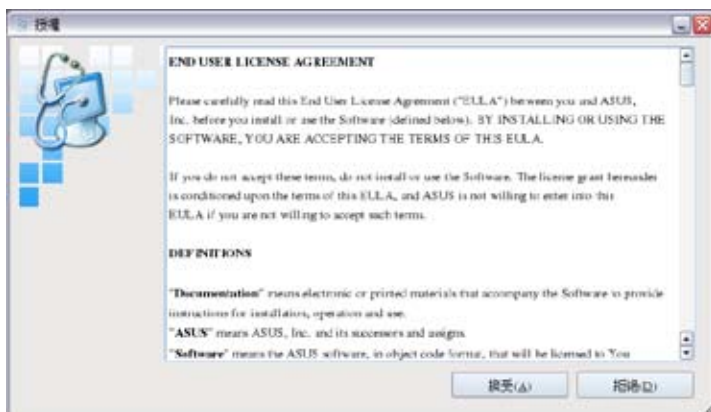 授權
END USER LICENSE AGREEMENT
Please carefully read this End User License Agreement ("EULA") between you and ASUS,
Inc. before you install or use the Software (defined below). BY INSTALLING OR USING THE
SOFTWARE, YOU ARE ACCEPTING THE TERMS OF THIS EULA.
If you do not accept these terms, do not install or use the Software. The license grant hereunder
is conditioned upon the terms of this EULA, and ASUS is not willing to enter into this
EULA if you are not willing to accept such terms.
DEFINITIONS
"Documentation" means electronic or printed materials that accompany the Software to provide
instructions for installation, operation and use.
"ASUS" means ASUS, Inc. and its successors and assigns.
"Software" means the ASUS software, in object code format, that will be licensed to You
接受(A)
拒絕(D)